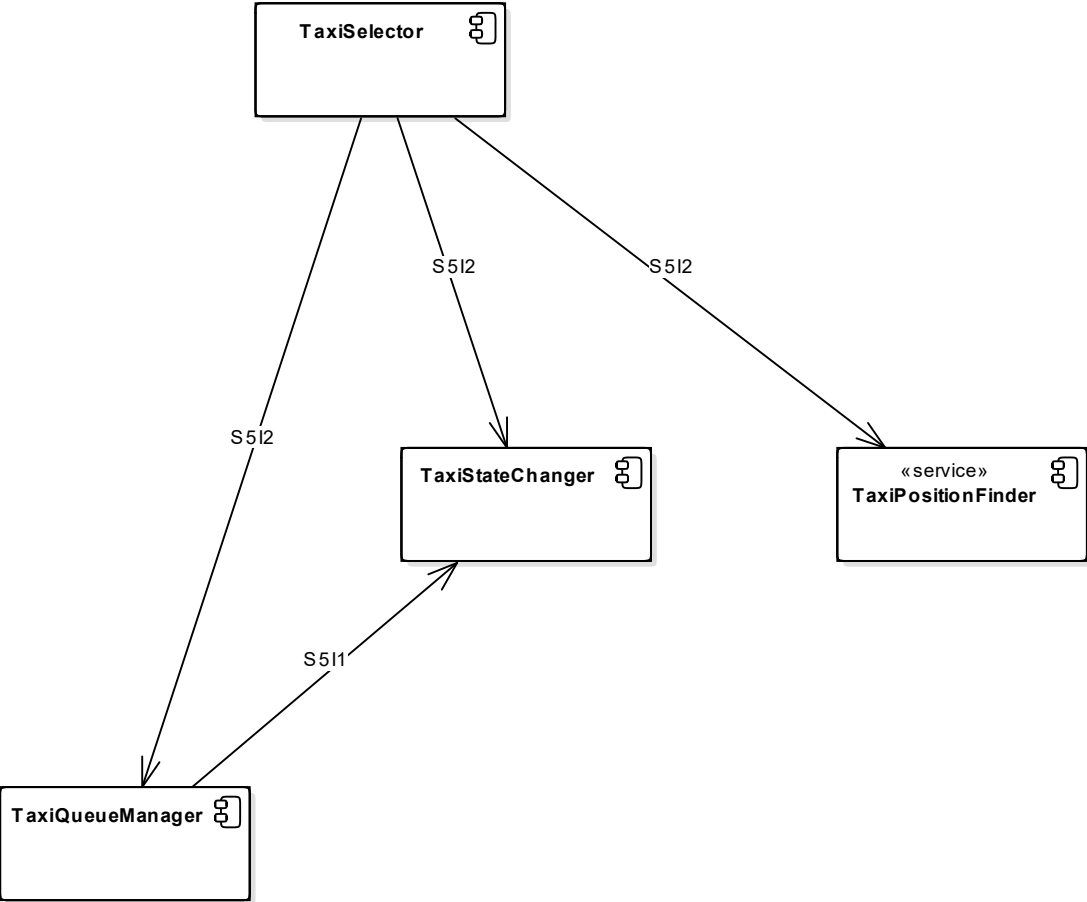 TaxiSelector
S5I2
S5I2
S5I2
TaxiStateChanger
«service»
TaxiPositionFinder
S5I1
TaxiQueueManager